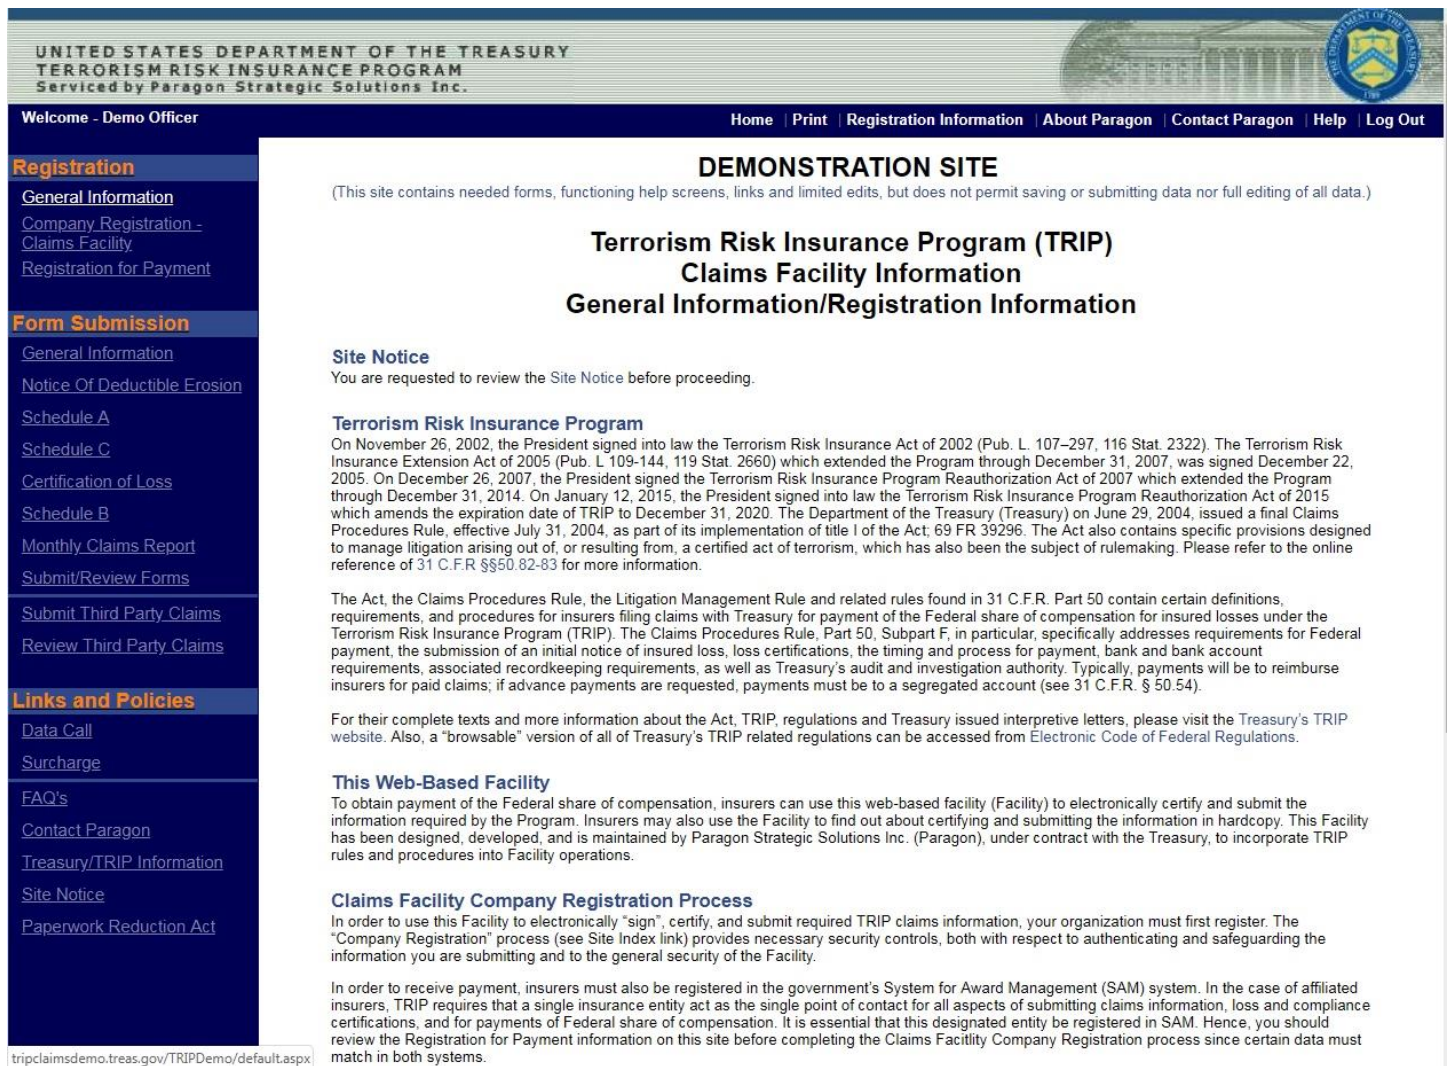 UNITED STATES DEPARTMENT OF THE TREASURY
TERRORISM RISK INSURANCE PROGRAM
Serviced by Paragon Strategic Solutions Inc.
THE DEPARTMENT OF THE TREASURY
1789
Welcome - Demo Officer
Home | Print | Registration Information | About Paragon | Contact Paragon | Help | Log Out
Registration
General Information
Company Registration -
Claims Facility
Registration for Payment
Form Submission
General Information
Notice Of Deductible Erosion
Schedule A
Schedule C
Certification of Loss
Schedule B
Monthly Claims Report
Submit/Review Forms
Submit Third Party Claims
Review Third Party Claims
Links and Policies
Data Call
Surcharge
FAQ's
Contact Paragon
Treasury/TRIP Information
Site Notice
Paperwork Reduction Act
tripclaimsdemo.treas.gov/TRIPDemo/default.aspx
DEMONSTRATION SITE
(This site contains needed forms, functioning help screens, links and limited edits, but does not permit saving or submitting data nor full editing of all data.)
Terrorism Risk Insurance Program (TRIP)
Claims Facility Information
General Information/Registration Information
Site Notice
You are requested to review the Site Notice before proceeding.
Terrorism Risk Insurance Program
On November 26, 2002, the President signed into law the Terrorism Risk Insurance Act of 2002 (Pub. L. 107–297, 116 Stat. 2322). The Terrorism Risk
Insurance Extension Act of 2005 (Pub. L 109-144, 119 Stat. 2660) which extended the Program through December 31, 2007, was signed December 22,
2005. On December 26, 2007, the President signed the Terrorism Risk Insurance Program Reauthorization Act of 2007 which extended the Program
through December 31, 2014. On January 12, 2015, the President signed into law the Terrorism Risk Insurance Program Reauthorization Act of 2015
which amends the expiration date of TRIP to December 31, 2020. The Department of the Treasury (Treasury) on June 29, 2004, issued a final Claims
Procedures Rule, effective July 31, 2004, as part of its implementation of title I of the Act; 69 FR 39296. The Act also contains specific provisions designed
to manage litigation arising out of, or resulting from, a certified act of terrorism, which has also been the subject of rulemaking. Please refer to the online
reference of 31 C.F.R §§50.82-83 for more information.
The Act, the Claims Procedures Rule, the Litigation Management Rule and related rules found in 31 C.F.R. Part 50 contain certain definitions,
requirements, and procedures for insurers filing claims with Treasury for payment of the Federal share of compensation for insured losses under the
Terrorism Risk Insurance Program (TRIP). The Claims Procedures Rule, Part 50, Subpart F, in particular, specifically addresses requirements for Federal
payment, the submission of an initial notice of insured loss, loss certifications, the timing and process for payment, bank and bank account
requirements, associated recordkeeping requirements, as well as Treasury's audit and investigation authority. Typically, payments will be to reimburse
insurers for paid claims; if advance payments are requested, payments must be to a segregated account (see 31 C.F.R. § 50.54).
For their complete texts and more information about the Act, TRIP, regulations and Treasury issued interpretive letters, please visit the Treasury's TRIP
website. Also, a “browsable” version of all of Treasury's TRIP related regulations can be accessed from Electronic Code of Federal Regulations.
This Web-Based Facility
To obtain payment of the Federal share of compensation, insurers can use this web-based facility (Facility) to electronically certify and submit the
information required by the Program. Insurers may also use the Facility to find out about certifying and submitting the information in hardcopy. This Facility
has been designed, developed, and is maintained by Paragon Strategic Solutions Inc. (Paragon), under contract with the Treasury, to incorporate TRIP
rules and procedures into Facility operations.
Claims Facility Company Registration Process
In order to use this Facility to electronically “sign”, certify, and submit required TRIP claims information, your organization must first register. The
“Company Registration” process (see Site Index link) provides necessary security controls, both with respect to authenticating and safeguarding the
information you are submitting and to the general security of the Facility.
In order to receive payment, insurers must also be registered in the government's System for Award Management (SAM) system. In the case of affiliated
insurers, TRIP requires that a single insurance entity act as the single point of contact for all aspects of submitting claims information, loss and compliance
certifications, and for payments of Federal share of compensation. It is essential that this designated entity be registered in SAM. Hence, you should
review the Registration for Payment information on this site before completing the Claims Facitlity Company Registration process since certain data must
match in both systems.